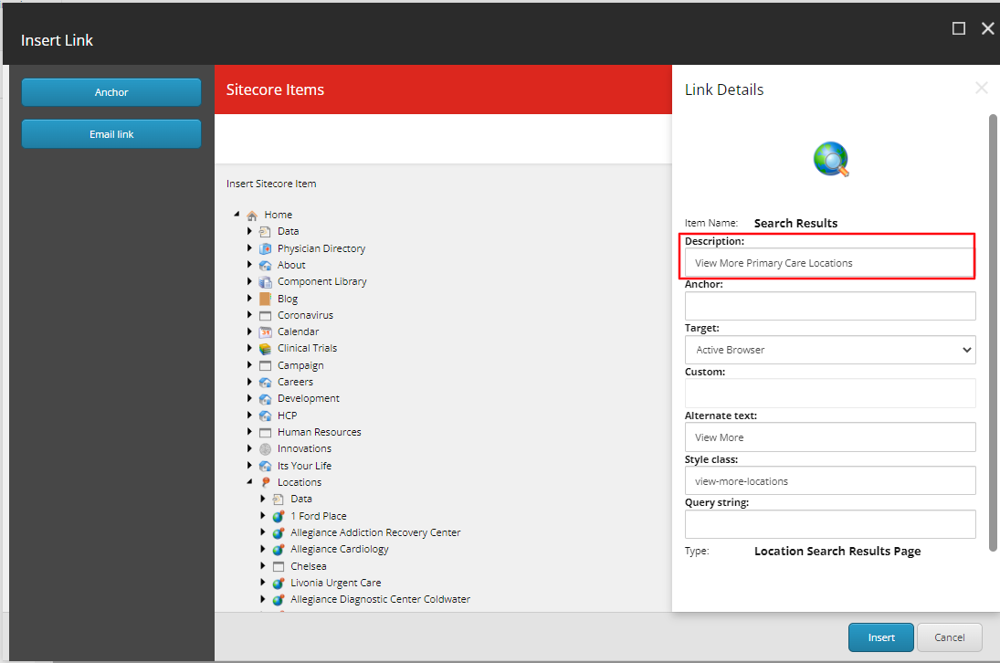 Insert Link
Anchor
Email link
Sitecore Items
Insert Sitecore Item
Home
Data
Physician Directory
About
Component Library
Blog
Coronavirus
Calendar
Clinical Trials
Campaign
Careers
Development
HCP
Human Resources
Innovations
Its Your Life
Locations
Data
1 Ford Place
Allegiance Addiction Recovery Center
Allegiance Cardiology
Chelsea
Livonia Urgent Care
Allegiance Diagnostic Center Coldwater
Link Details
Item Name: Search Results
Description:
View More Primary Care Locations
Anchor:
Target:
Active Browser
Custom:
Alternate text:
View More
Style class:
view-more-locations
Query string:
Type: Location Search Results Page
Insert Cancel